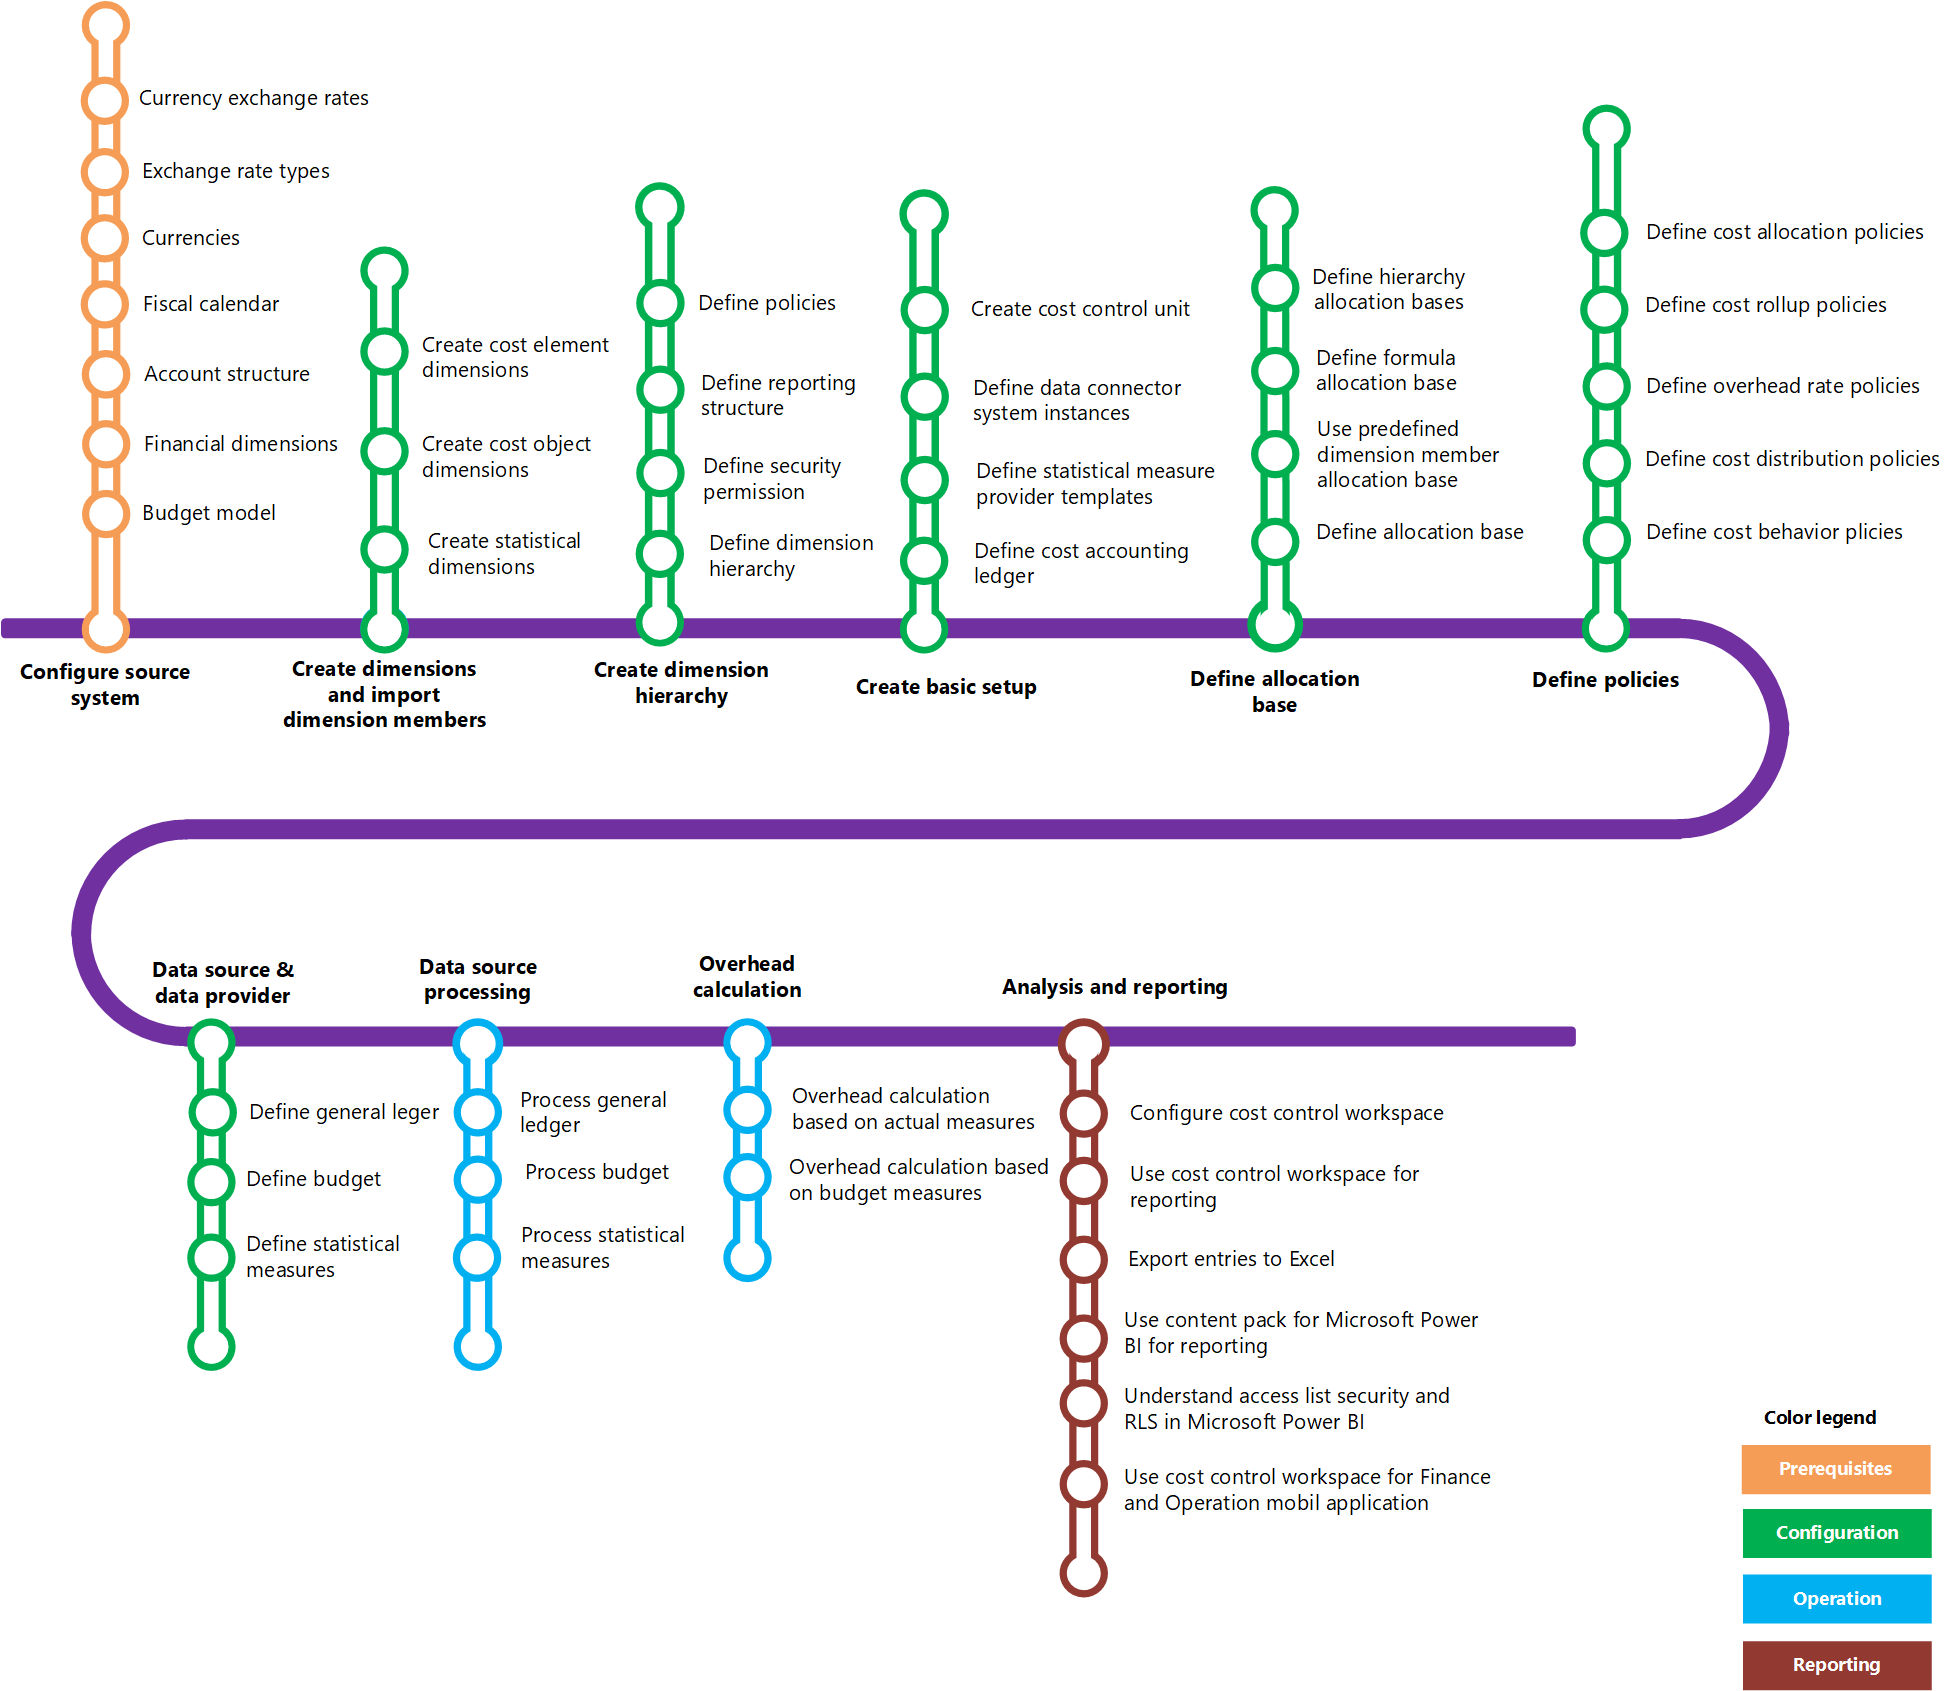 Currency exchange rates
Exchange rate types
Currencies
Fiscal calendar
Account structure
Financial dimensions
Budget model
Configure source
system
Create cost element
dimensions
Create cost object
dimensions
Create statistical
dimensions
Create dimensions
and import
dimension members
Define policies
Define reporting
structure
Define security
permission
Define dimension
hierarchy
Create dimension
hierarchy
Create cost control unit
Define data connector
system instances
Define statistical measure
provider templates
Define cost accounting
ledger
Create basic setup
Define hierarchy
allocation bases
Define formula
allocation base
Use predefined
dimension member
allocation base
Define allocation base
Define allocation
base
Define cost allocation policies
Define cost rollup policies
Define overhead rate policies
Define cost distribution policies
Define cost behavior plicies
Define policies
Data source &
data provider
Define general leger
Define budget
Define statistical
measures
Data source
processing
Process general
ledger
Process budget
Process statistical
measures
Overhead
calculation
Overhead calculation
based on actual measures
Overhead calculation based
on budget measures
Analysis and reporting
Configure cost control workspace
Use cost control workspace for
reporting
Export entries to Excel
Use content pack for Microsoft Power
BI for reporting
Understand access list security and
RLS in Microsoft Power BI
Use cost control workspace for Finance
and Operation mobil application
Color legend
Prerequisites
Configuration
Operation
Reporting